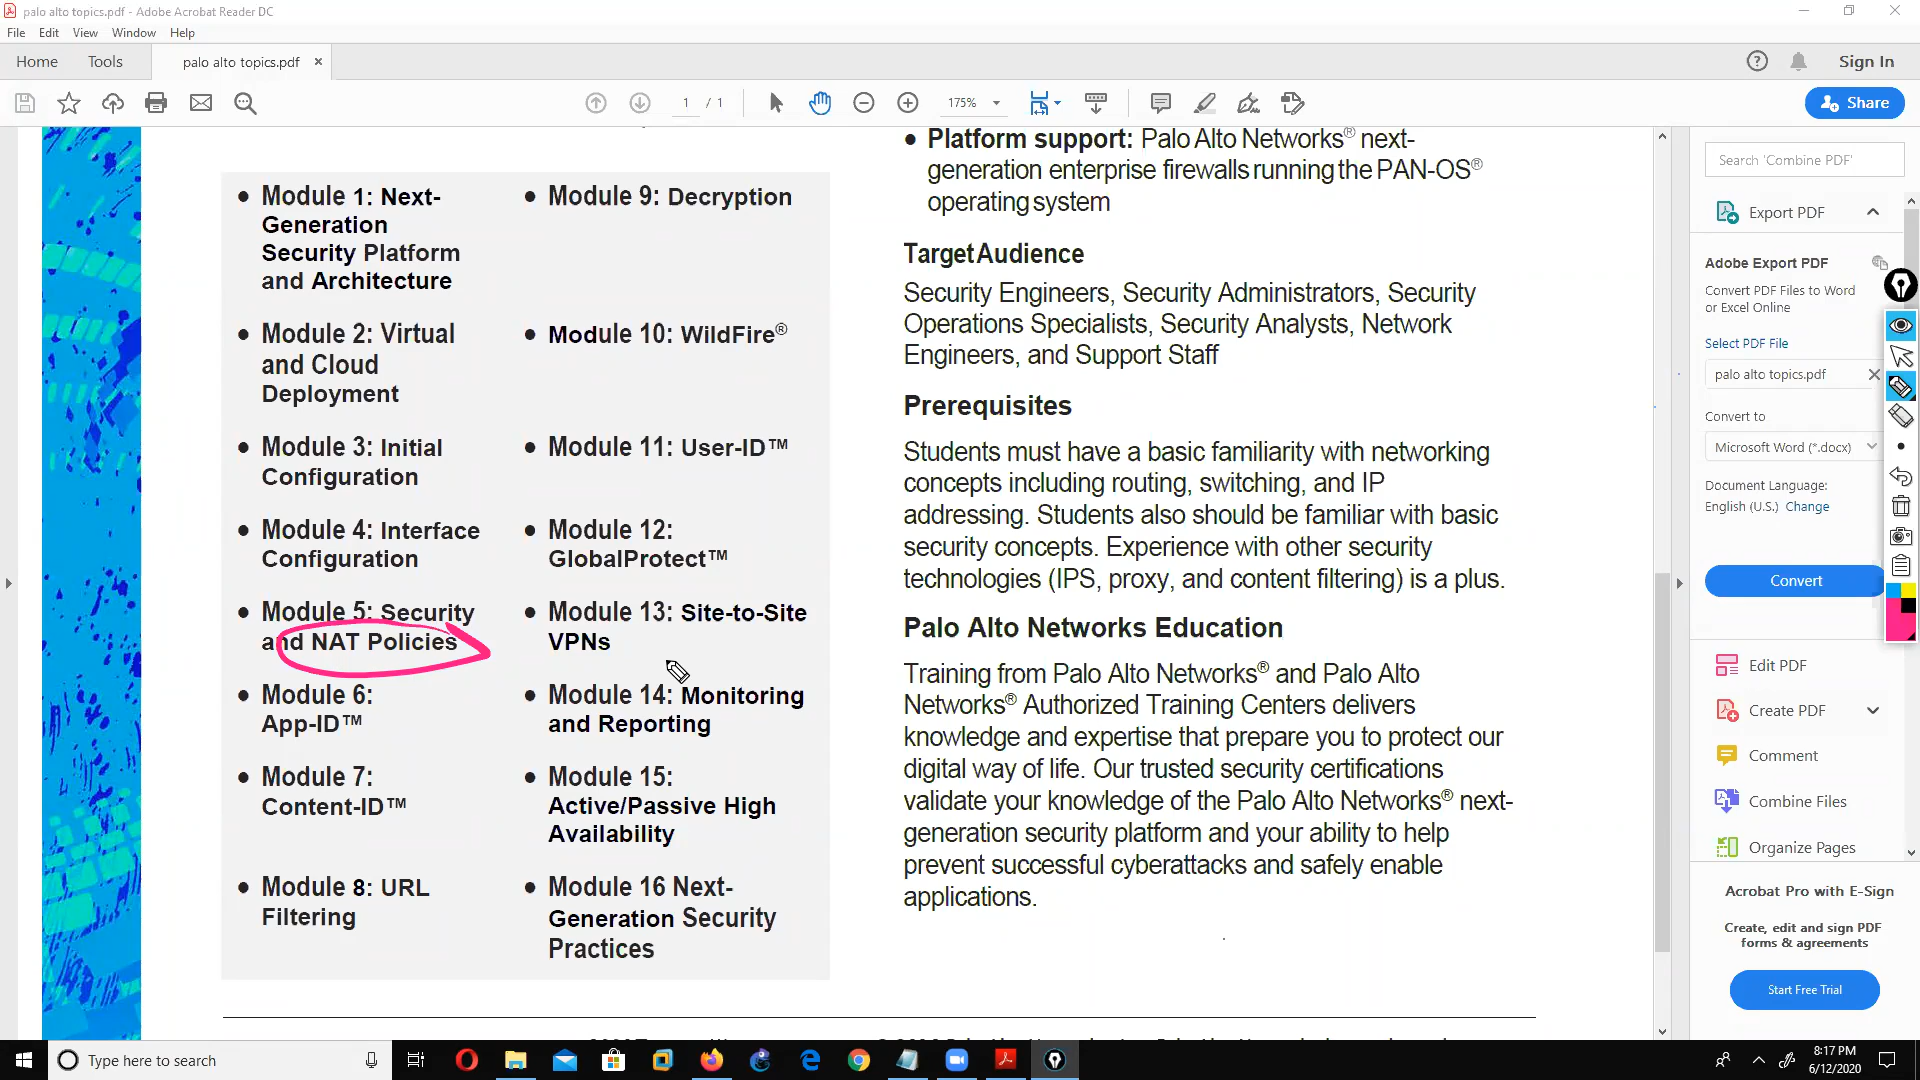 palo alto topics.pdf - Adobe Acrobat Reader DC
File Edit View Window Help
Home Tools palo alto topics.pdf × Sign In
1 / 1 175% Share
• Module 1: Next-
Generation
Security Platform
and Architecture
• Module 2: Virtual
and Cloud
Deployment
• Module 3: Initial
Configuration
• Module 4: Interface
Configuration
• Module 5: Security
and NAT Policies
• Module 6:
App-ID™
• Module 7:
Content-ID™
• Module 8: URL
Filtering
• Module 9: Decryption
• Module 10: WildFire®
• Module 11: User-ID™
• Module 12:
GlobalProtect™
• Module 13: Site-to-Site
VPNs
• Module 14: Monitoring
and Reporting
• Module 15:
Active/Passive High
Availability
• Module 16 Next-
Generation Security
Practices
• Platform support: Palo Alto Networks® next-
generation enterprise firewalls running the PAN-OS®
operating system
Target Audience
Security Engineers, Security Administrators, Security
Operations Specialists, Security Analysts, Network
Engineers, and Support Staff
Prerequisites
Students must have a basic familiarity with networking
concepts including routing, switching, and IP
addressing. Students also should be familiar with basic
security concepts. Experience with other security
technologies (IPS, proxy, and content filtering) is a plus.
Palo Alto Networks Education
Training from Palo Alto Networks® and Palo Alto
Networks® Authorized Training Centers delivers
knowledge and expertise that prepare you to protect our
digital way of life. Our trusted security certifications
validate your knowledge of the Palo Alto Networks® next-
generation security platform and your ability to help
prevent successful cyberattacks and safely enable
applications.
Search 'Combine PDF'
Export PDF
Adobe Export PDF
Convert PDF Files to Word
or Excel Online
Select PDF File
palo alto topics.pdf
Convert to
Microsoft Word (*.docx)
Document Language:
English (U.S.) Change
Convert
Edit PDF
Create PDF
Comment
Combine Files
Organize Pages
Acrobat Pro with E-Sign
Create, edit and sign PDF
forms & agreements
Start Free Trial
Type here to search
8:17 PM
6/12/2020